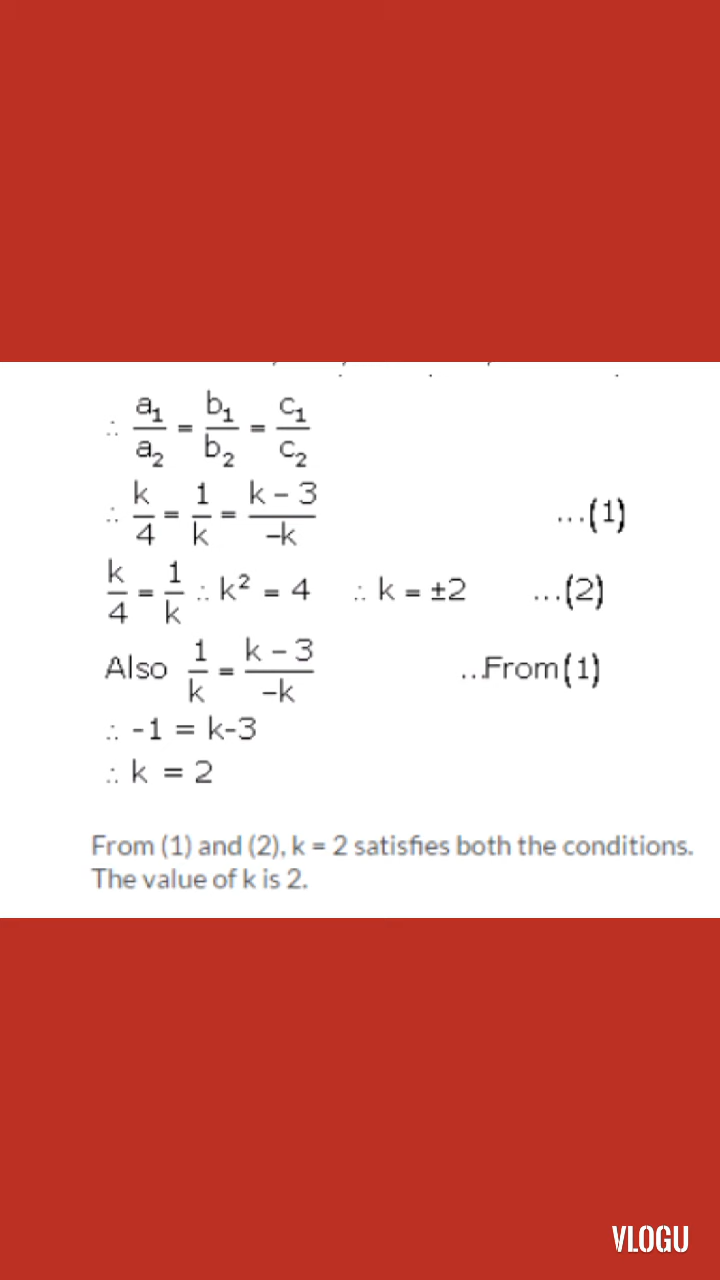 ∴ a₁/a₂ = b₁/b₂ = c₁/c₂
∴ k/4 = 1/k = k – 3/–k ...(1)
k/4 = 1/k ∴ k² = 4 ∴ k = ±2 ...(2)
Also 1/k = k – 3/–k ...From(1)
∴ -1 = k-3
∴ k = 2
From (1) and (2), k = 2 satisfies both the conditions.
The value of k is 2.
VLOGU